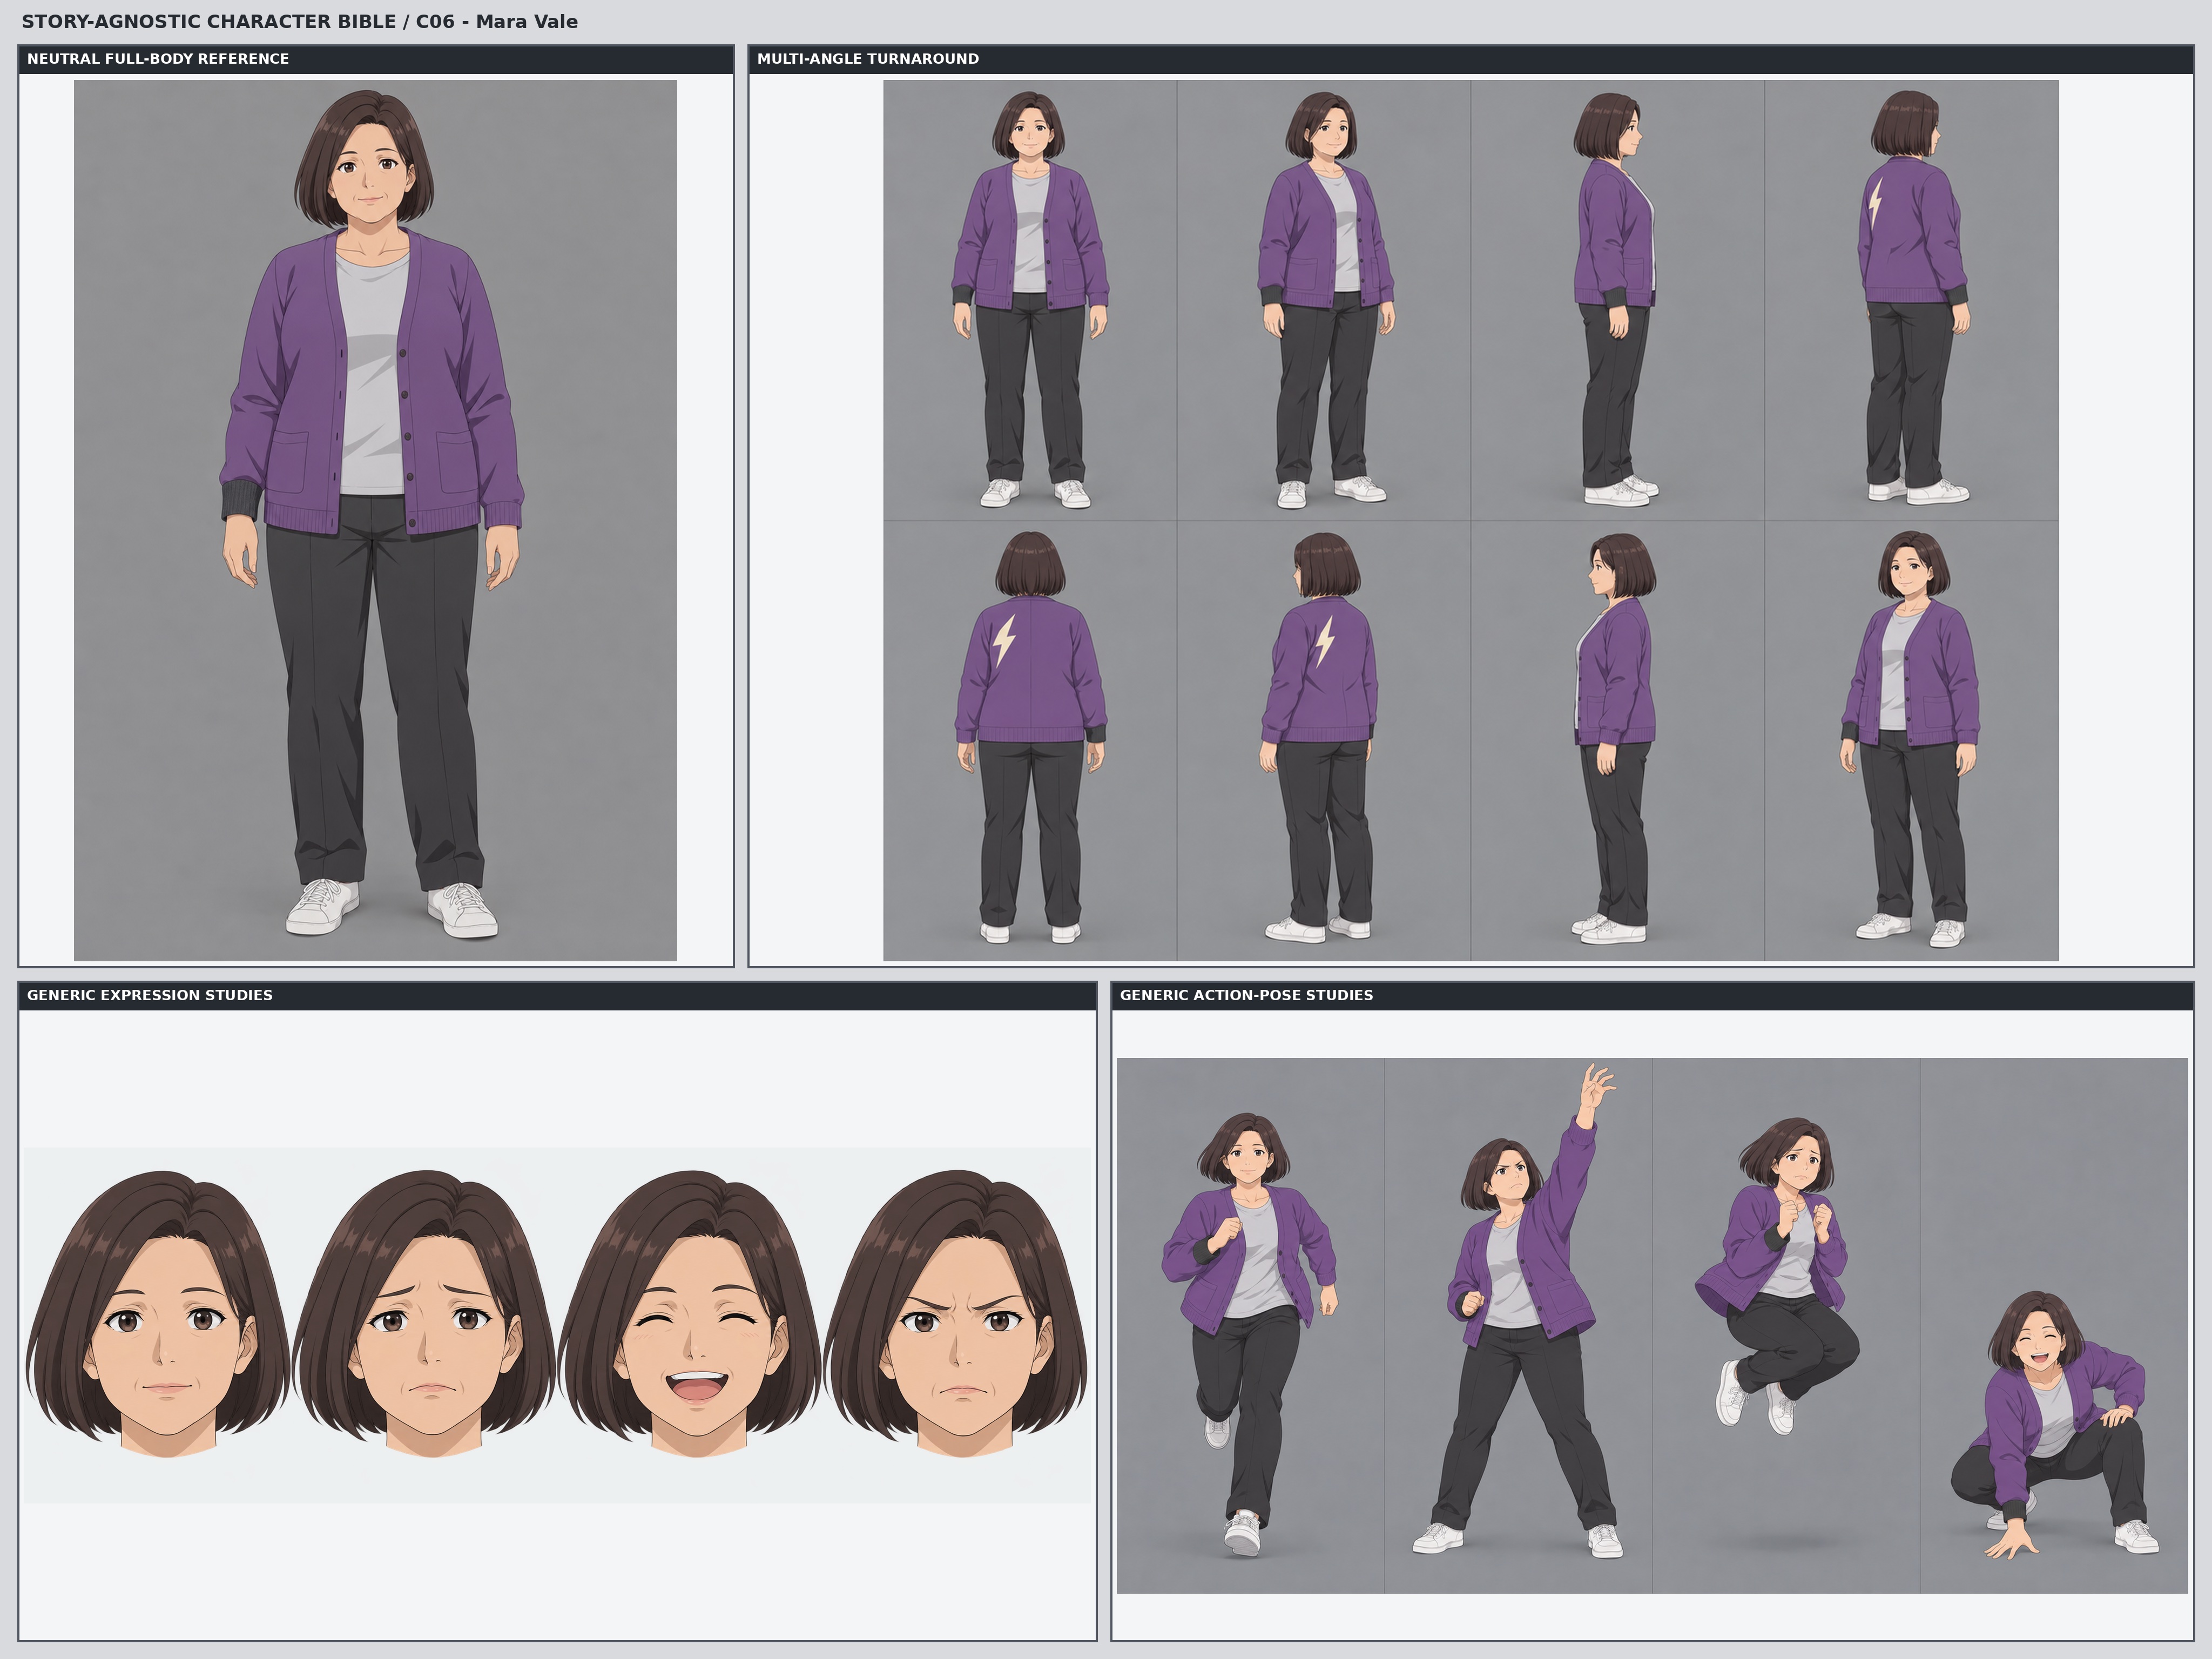 STORY-AGNOSTIC CHARACTER BIBLE / C06 - Mara Vale
NEUTRAL FULL-BODY REFERENCE
MULTI-ANGLE TURNAROUND
GENERIC EXPRESSION STUDIES
GENERIC ACTION-POSE STUDIES